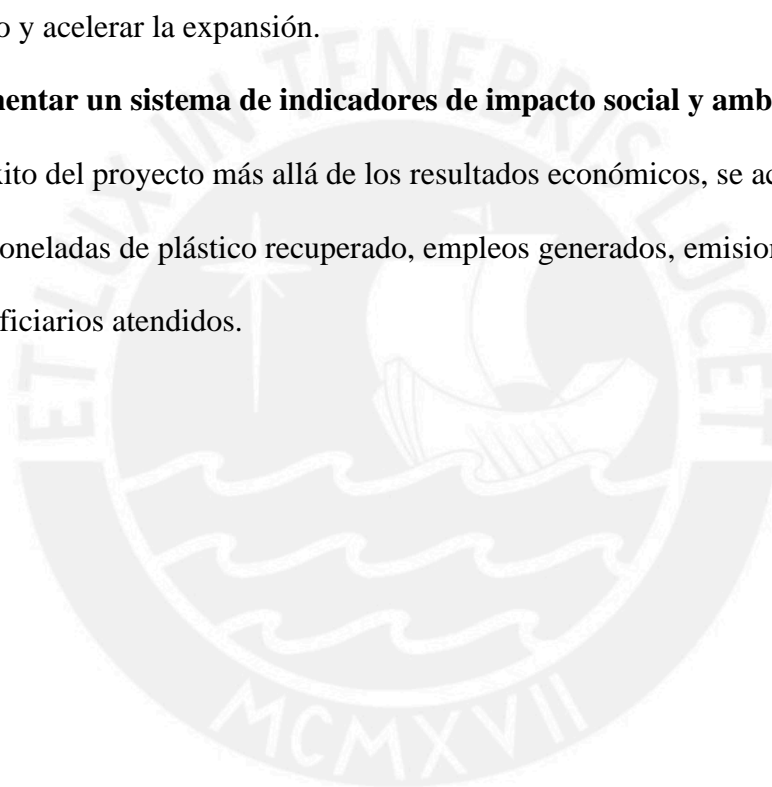 o y acelerar la expansión.
nentar un sistema de indicadores de impacto social y amb
xito del proyecto más allá de los resultados económicos, se ac
oneladas de plástico recuperado, empleos generados, emision
ficiarios atendidos.
ET LUX IN TENEBRIS LUCET
MCMXVII